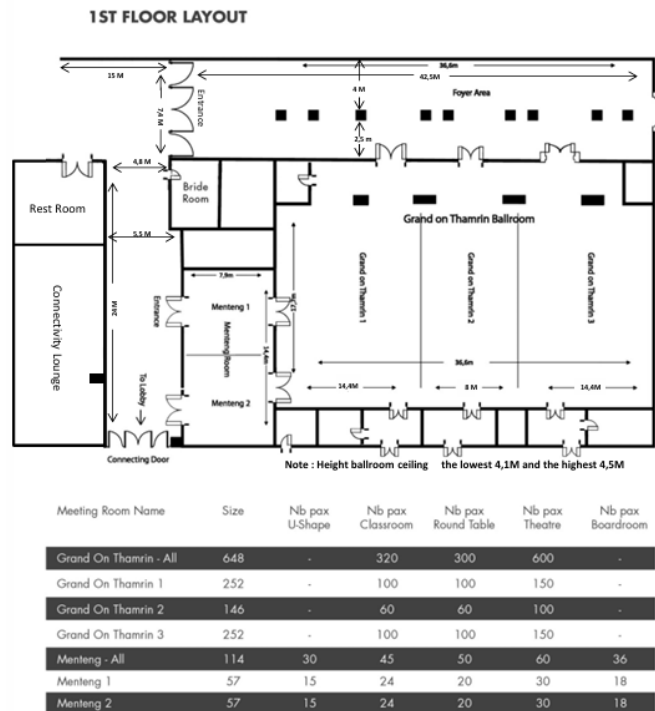 1ST FLOOR LAYOUT
15 M
7,4 M
Entrance
36,6m
42,5M
4 M
Foyer Area
2,5 m
4,8 M
Bride
Room
Rest Room
5,5 M
Grand on Thamrin Ballroom
Connectivity Lounge
24M
Entrance
7,9m
Menteng 1
Menteng Room
14,4m
Menteng 2
Grand on Thamrin 1
Grand on Thamrin 2
Grand on Thamrin 3
36,6m
14,4M
8 M
14,4M
To Lobby
Connecting Door
Note : Height ballroom ceiling the lowest 4,1M and the highest 4,5M
Meeting Room Name Size Nb pax U-Shape Nb pax Classroom Nb pax Round Table Nb pax Theatre Nb pax Boardroom
Grand On Thamrin - All 648 - 320 300 600 -
Grand On Thamrin 1 252 - 100 100 150 -
Grand On Thamrin 2 146 - 60 60 100 -
Grand On Thamrin 3 252 - 100 100 150 -
Menteng - All 114 30 45 50 60 36
Menteng 1 57 15 24 20 30 18
Menteng 2 57 15 24 20 30 18